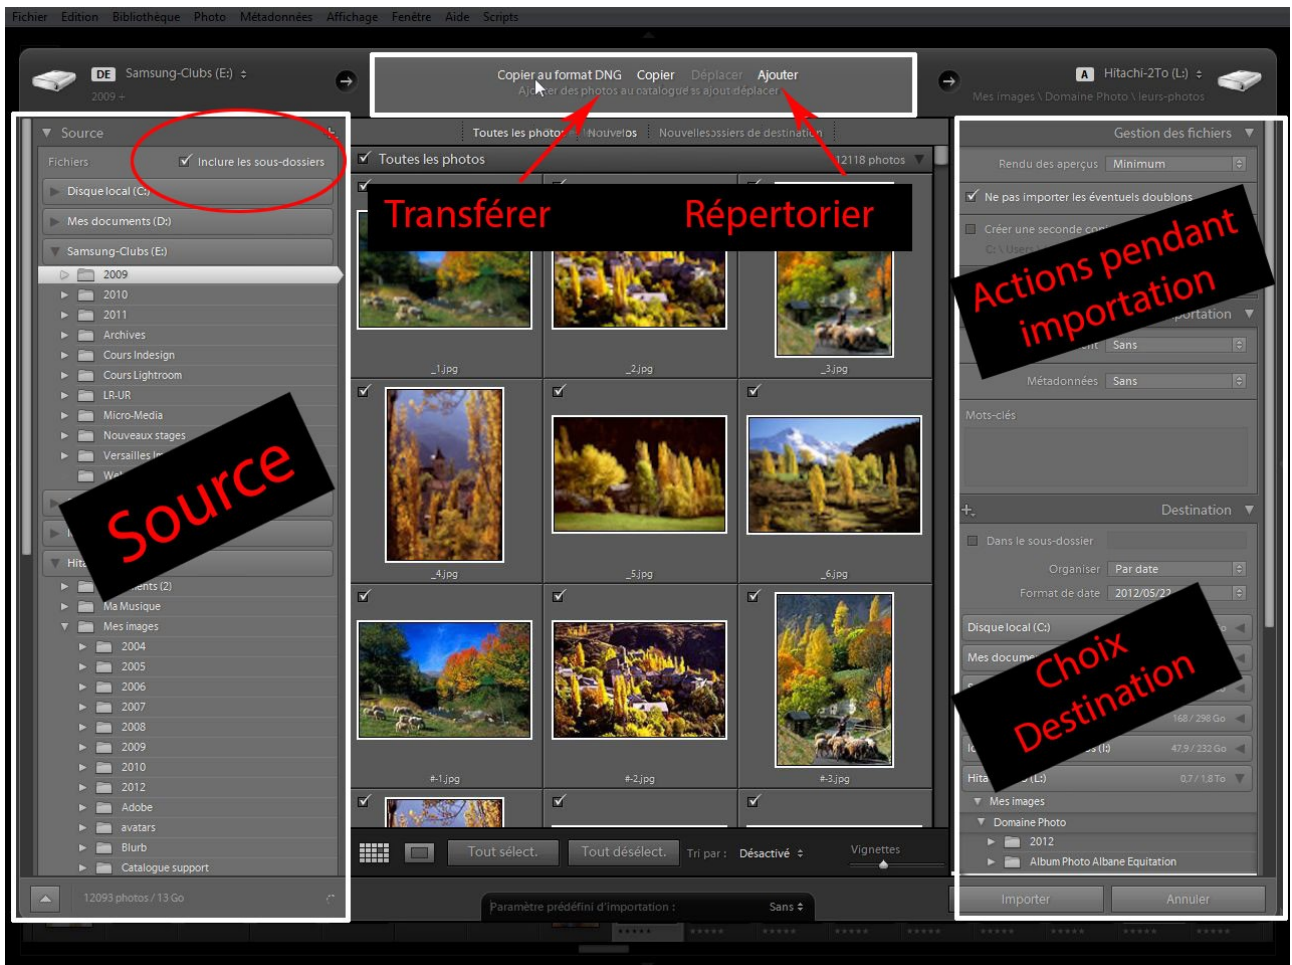 Fichier Edition Bibliothèque Photo Métadonnées Affichage Fenêtre Aide Scripts
DE Samsung-Clubs (E:)
2009 +
Copier au format DNG Copier Déplacer Ajouter
A Hitachi-2To (L:)
Mes images \ Domaine Photo \ leurs-photos
Source
Fichiers Inclure les sous-dossiers
Disque local (C:)
Mes documents (D:)
Samsung-Clubs (E:)
2009
2010
2011
Archives
Cours Indesign
Cours Lightroom
LR-UR
Micro-Media
Nouveaux stages
Versailles
Source
Ma Musique
Mes images
2004
2005
2006
2007
2008
2009
2010
2012
Adobe
avatars
Blurb
Catalogue support
12093 photos / 13 Go
Toutes les photos
Toutes les photos 12118 photos
Transférer Répertorier
_1.jpg _2.jpg _3.jpg
_4.jpg _5.jpg _6.jpg
#-1.jpg #-2.jpg #-3.jpg
Tout sélect. Tout désélect. Tri par : Désactivé Vignettes
Paramètre prédéfini d'importation : Sans
Gestion des fichiers
Rendu des aperçus Minimum
Ne pas importer les éventuels doublons
Créer une seconde
Actions pendant
importation
Sans
Métadonnées Sans
Mots-clés
Destination
Dans le sous-dossier
Organiser Par date
Format de date 2012/05/22
Disque local (C:)
Choix
Destination
168 / 298 Go
47,9 / 232 Go
(L:) 0,7 / 1,8 To
Mes images
Domaine Photo
2012
Album Photo Albane Equitation
Importer Annuler